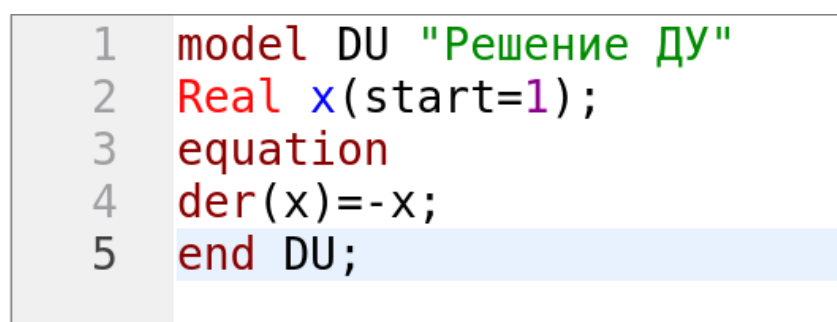 1 model DU "Решение ДУ"
2 Real x(start=1);
3 equation
4 der(x)=-x;
5 end DU;